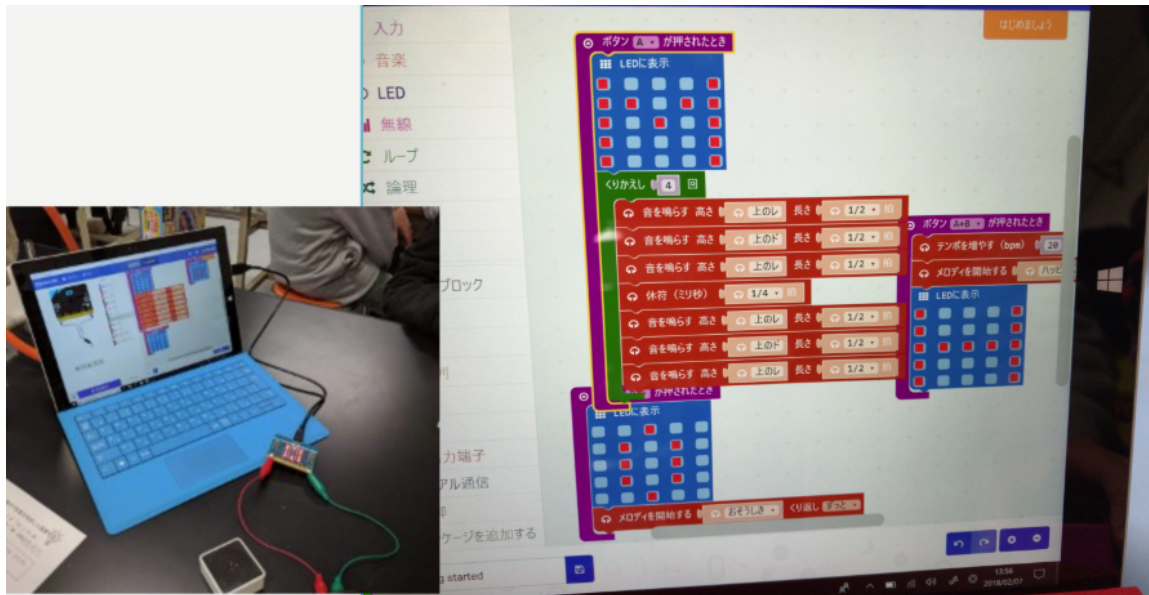 入力
音楽
LED
無線
ループ
論理
ブロック
力端子
アル通信
ケージを追加する
g started
はじめましょう
ボタン A が押されたとき
LEDに表示
くりかえし 4 回
音を鳴らす 高さ 上のレ 長さ 1/2 拍
音を鳴らす 高さ 上のド 長さ 1/2 拍
音を鳴らす 高さ 上のレ 長さ 1/2 拍
休符（ミリ秒） 1/4 拍
音を鳴らす 高さ 上のレ 長さ 1/2 拍
音を鳴らす 高さ 上のド 長さ 1/2 拍
音を鳴らす 高さ 上のレ 長さ 1/2 拍
ボタン A+B が押されたとき
テンポを増やす（bpm） 20
メロディを開始する ハッピ
LEDに表示
が押されたとき
LEDに表示
メロディを開始する おそうしき くり返し ずっと
13:56
2018/02/07